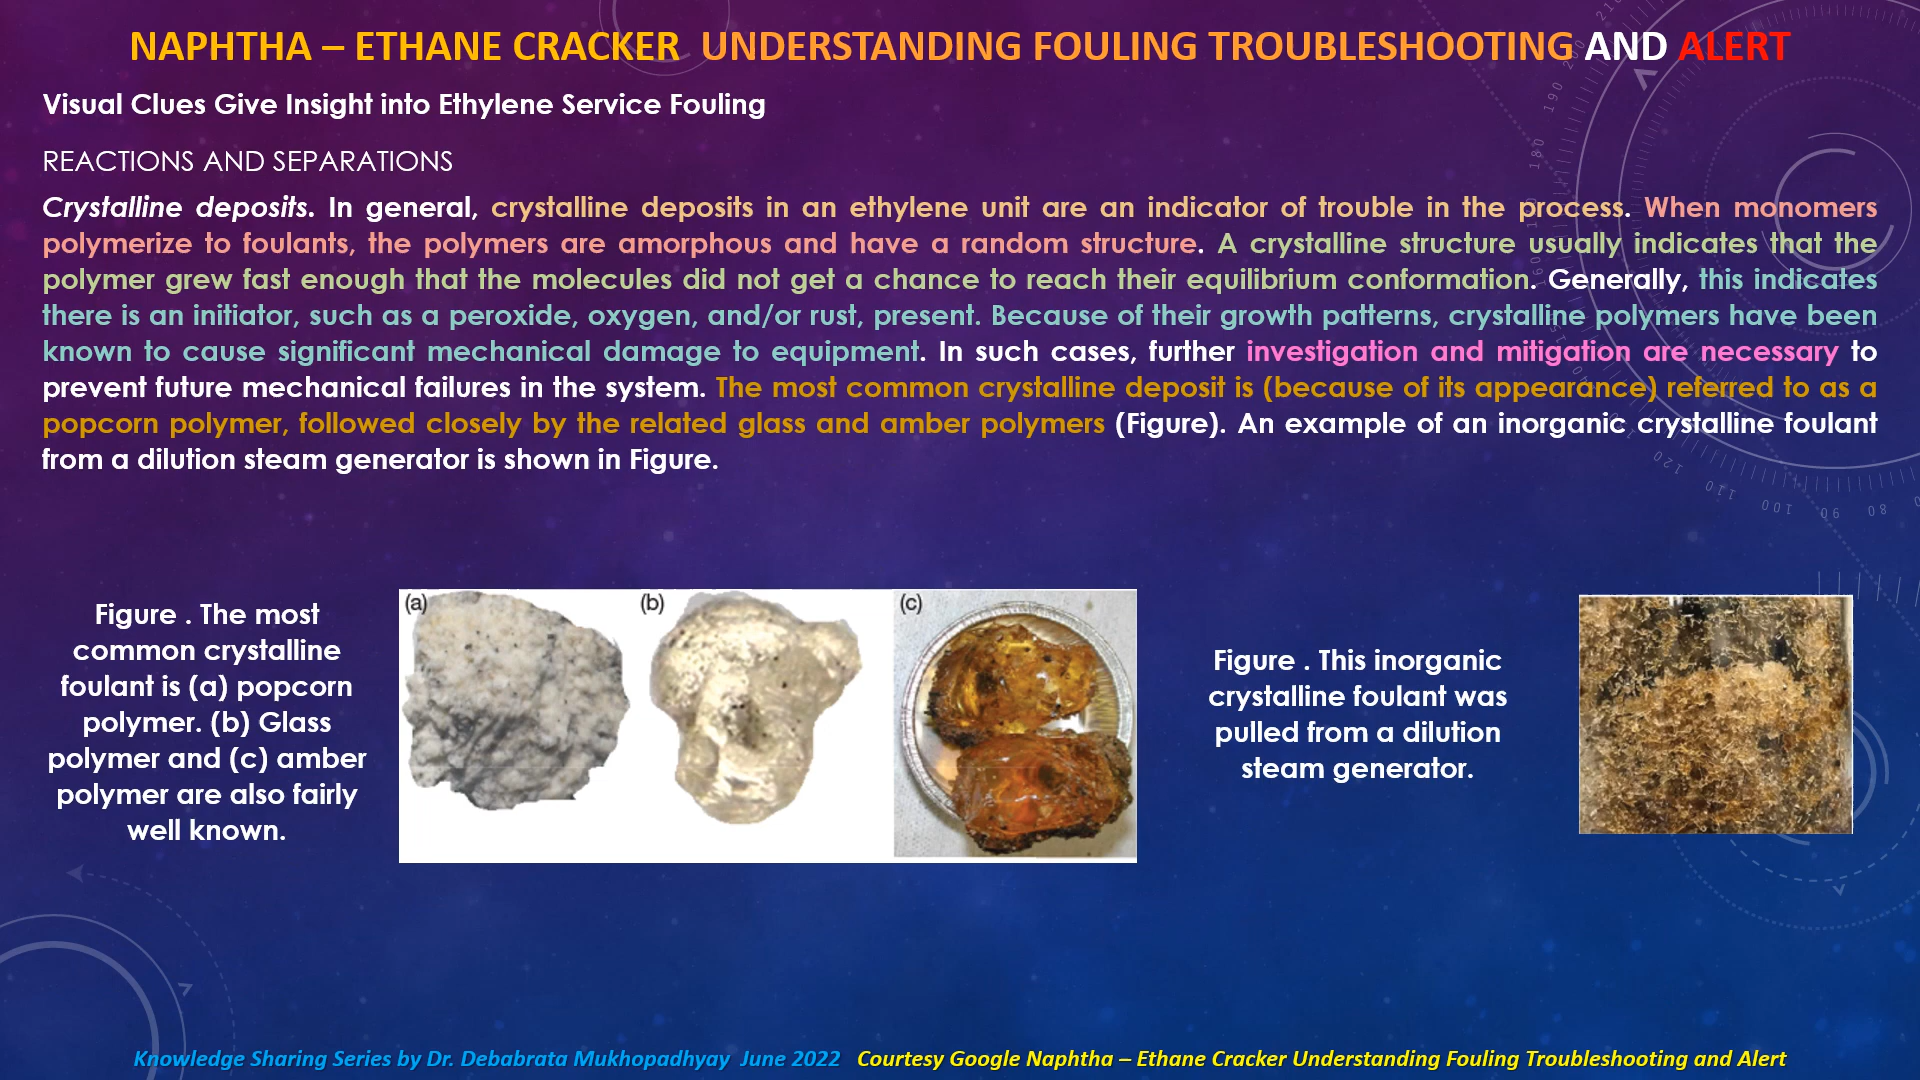 NAPHTHA – ETHANE CRACKER UNDERSTANDING FOULING TROUBLESHOOTING AND ALERT
Visual Clues Give Insight into Ethylene Service Fouling
REACTIONS AND SEPARATIONS
Crystalline deposits. In general, crystalline deposits in an ethylene unit are an indicator of trouble in the process. When monomers
polymerize to foulants, the polymers are amorphous and have a random structure. A crystalline structure usually indicates that the
polymer grew fast enough that the molecules did not get a chance to reach their equilibrium conformation. Generally, this indicates
there is an initiator, such as a peroxide, oxygen, and/or rust, present. Because of their growth patterns, crystalline polymers have been
known to cause significant mechanical damage to equipment. In such cases, further investigation and mitigation are necessary to
prevent future mechanical failures in the system. The most common crystalline deposit is (because of its appearance) referred to as a
popcorn polymer, followed closely by the related glass and amber polymers (Figure). An example of an inorganic crystalline foulant
from a dilution steam generator is shown in Figure.
Figure . The most
common crystalline
foulant is (a) popcorn
polymer. (b) Glass
polymer and (c) amber
polymer are also fairly
well known.
(a)
(b)
(c)
Figure . This inorganic
crystalline foulant was
pulled from a dilution
steam generator.
210
200
190
180
160
120
110
100
90
80
Knowledge Sharing Series by Dr. Debabrata Mukhopadhyay June 2022 Courtesy Google Naphtha – Ethane Cracker Understanding Fouling Troubleshooting and Alert